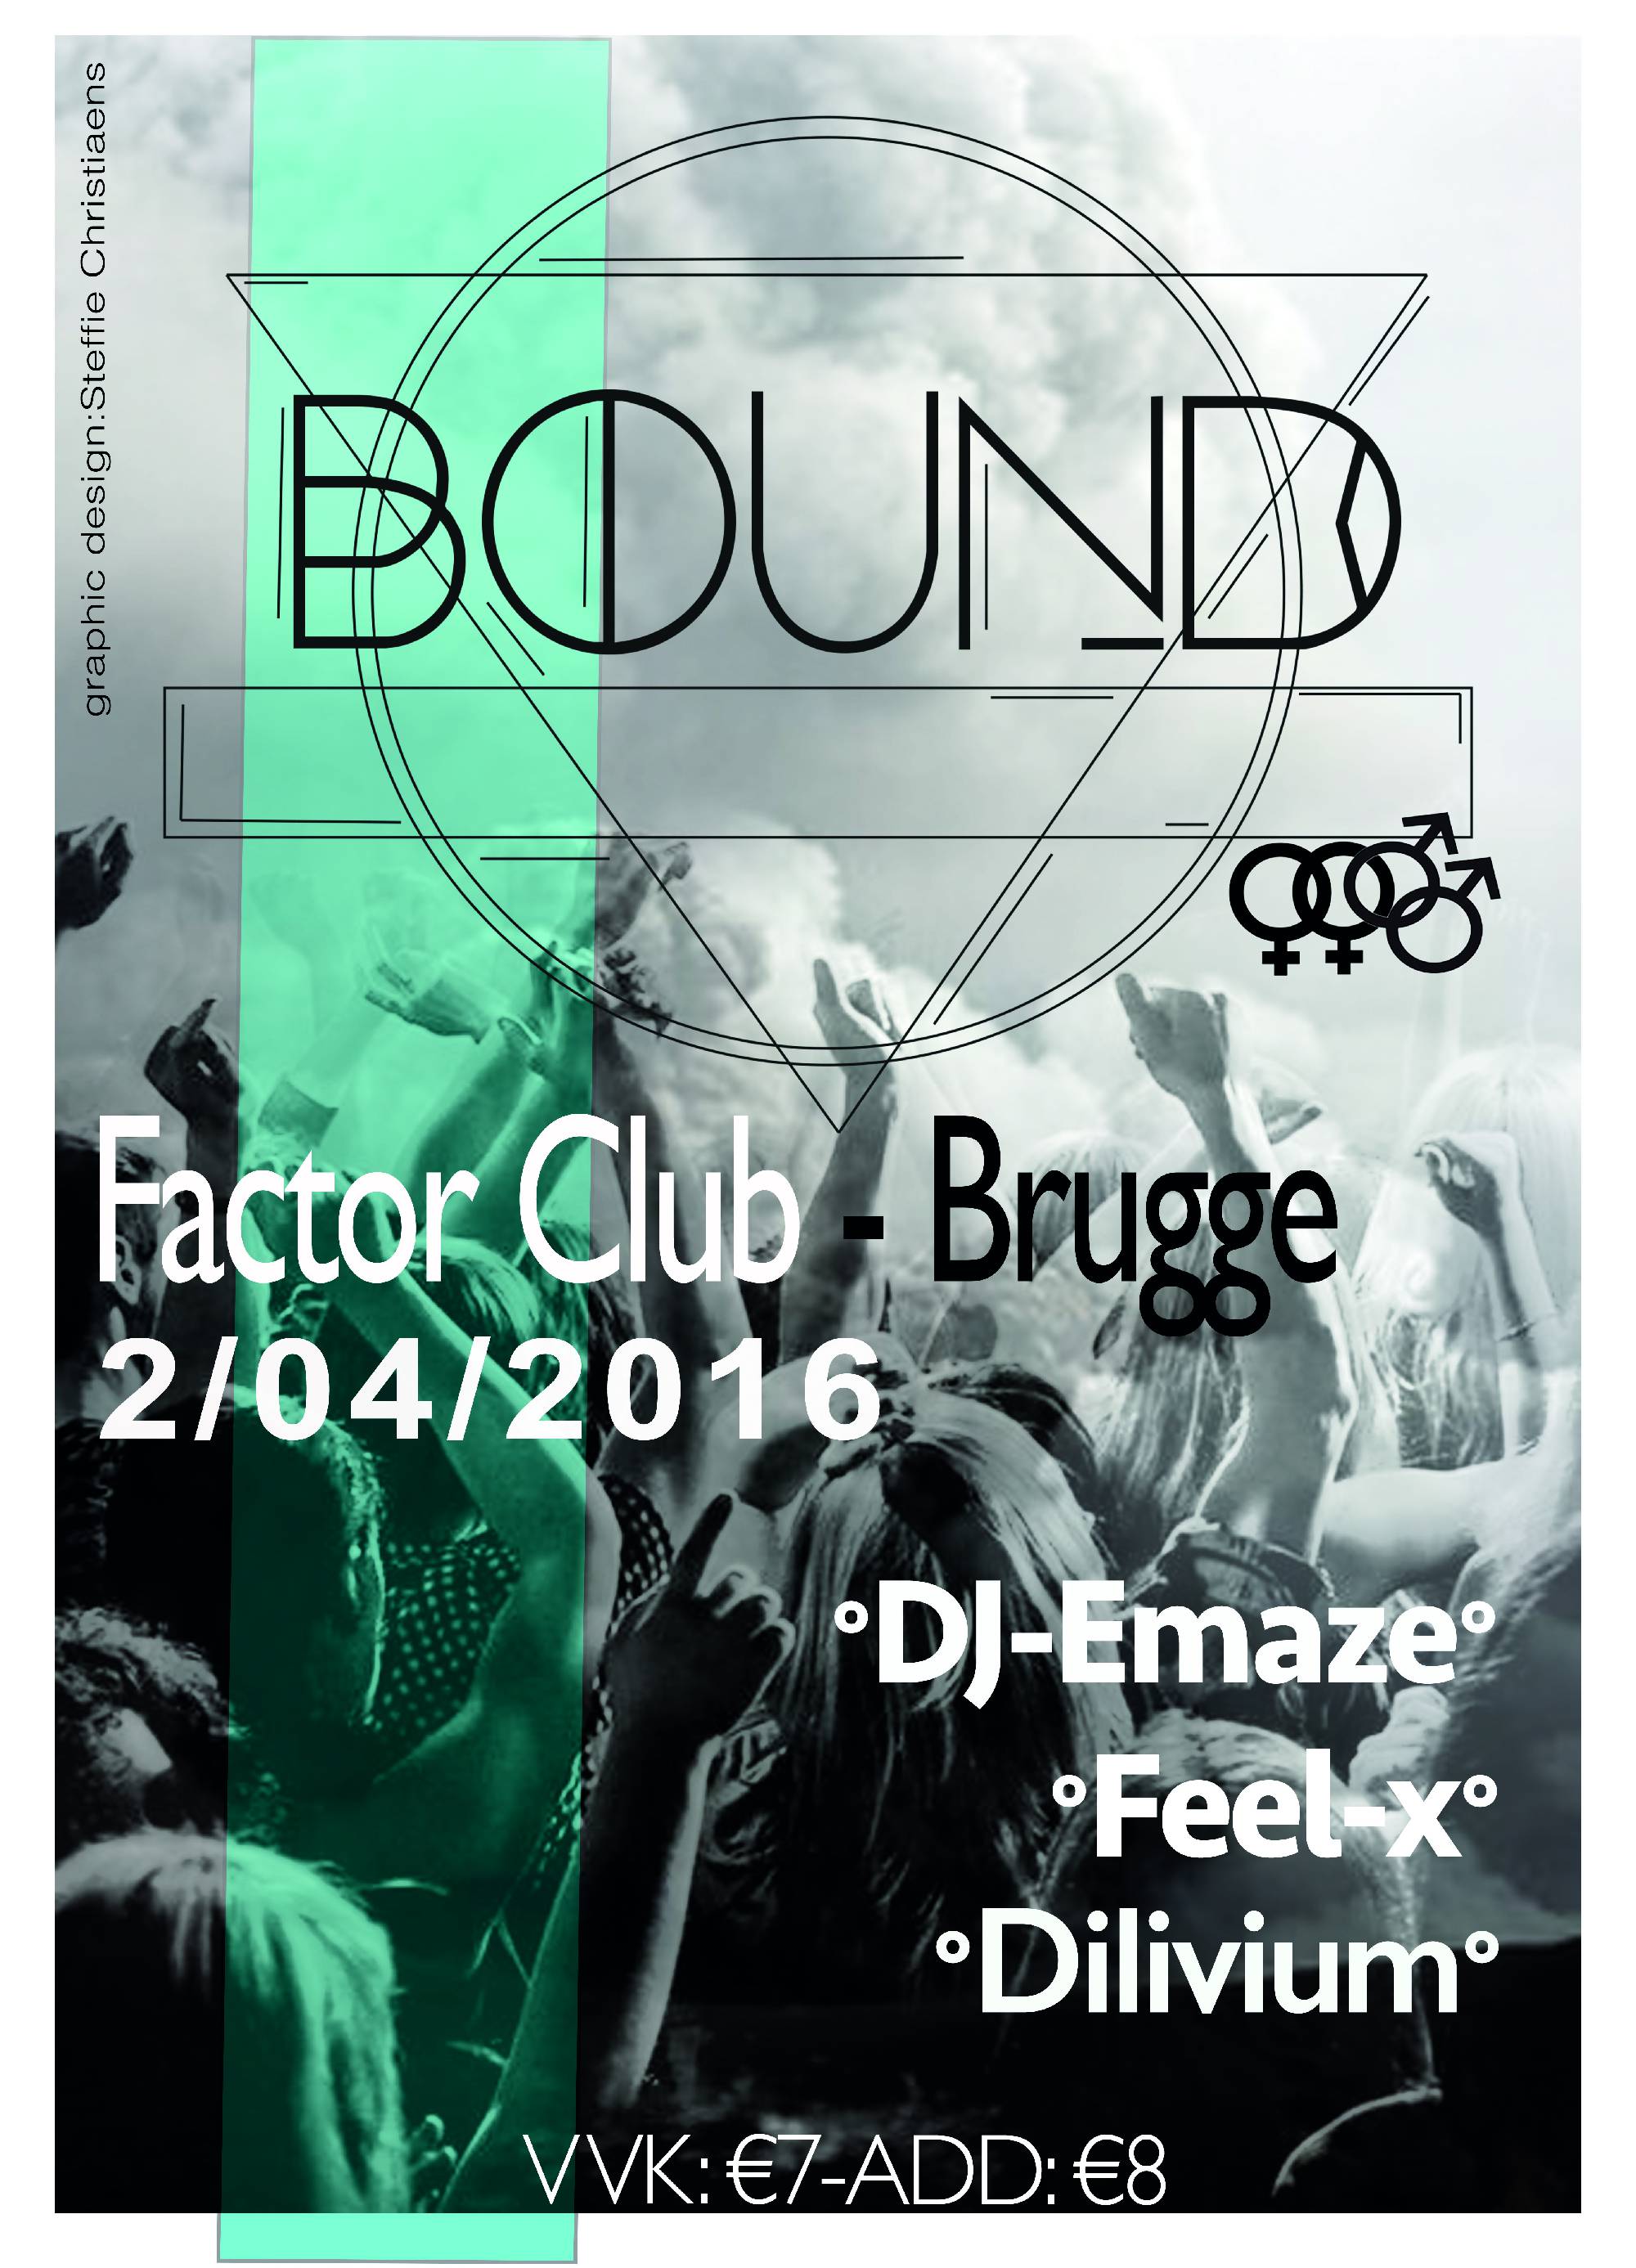 graphic design:Steffie Christiaens
BOUND
Factor Club - Brugge
2/04/2016
°DJ-Emaze°
°Feel-x°
°Dilivium°
VVK: €7-ADD: €8